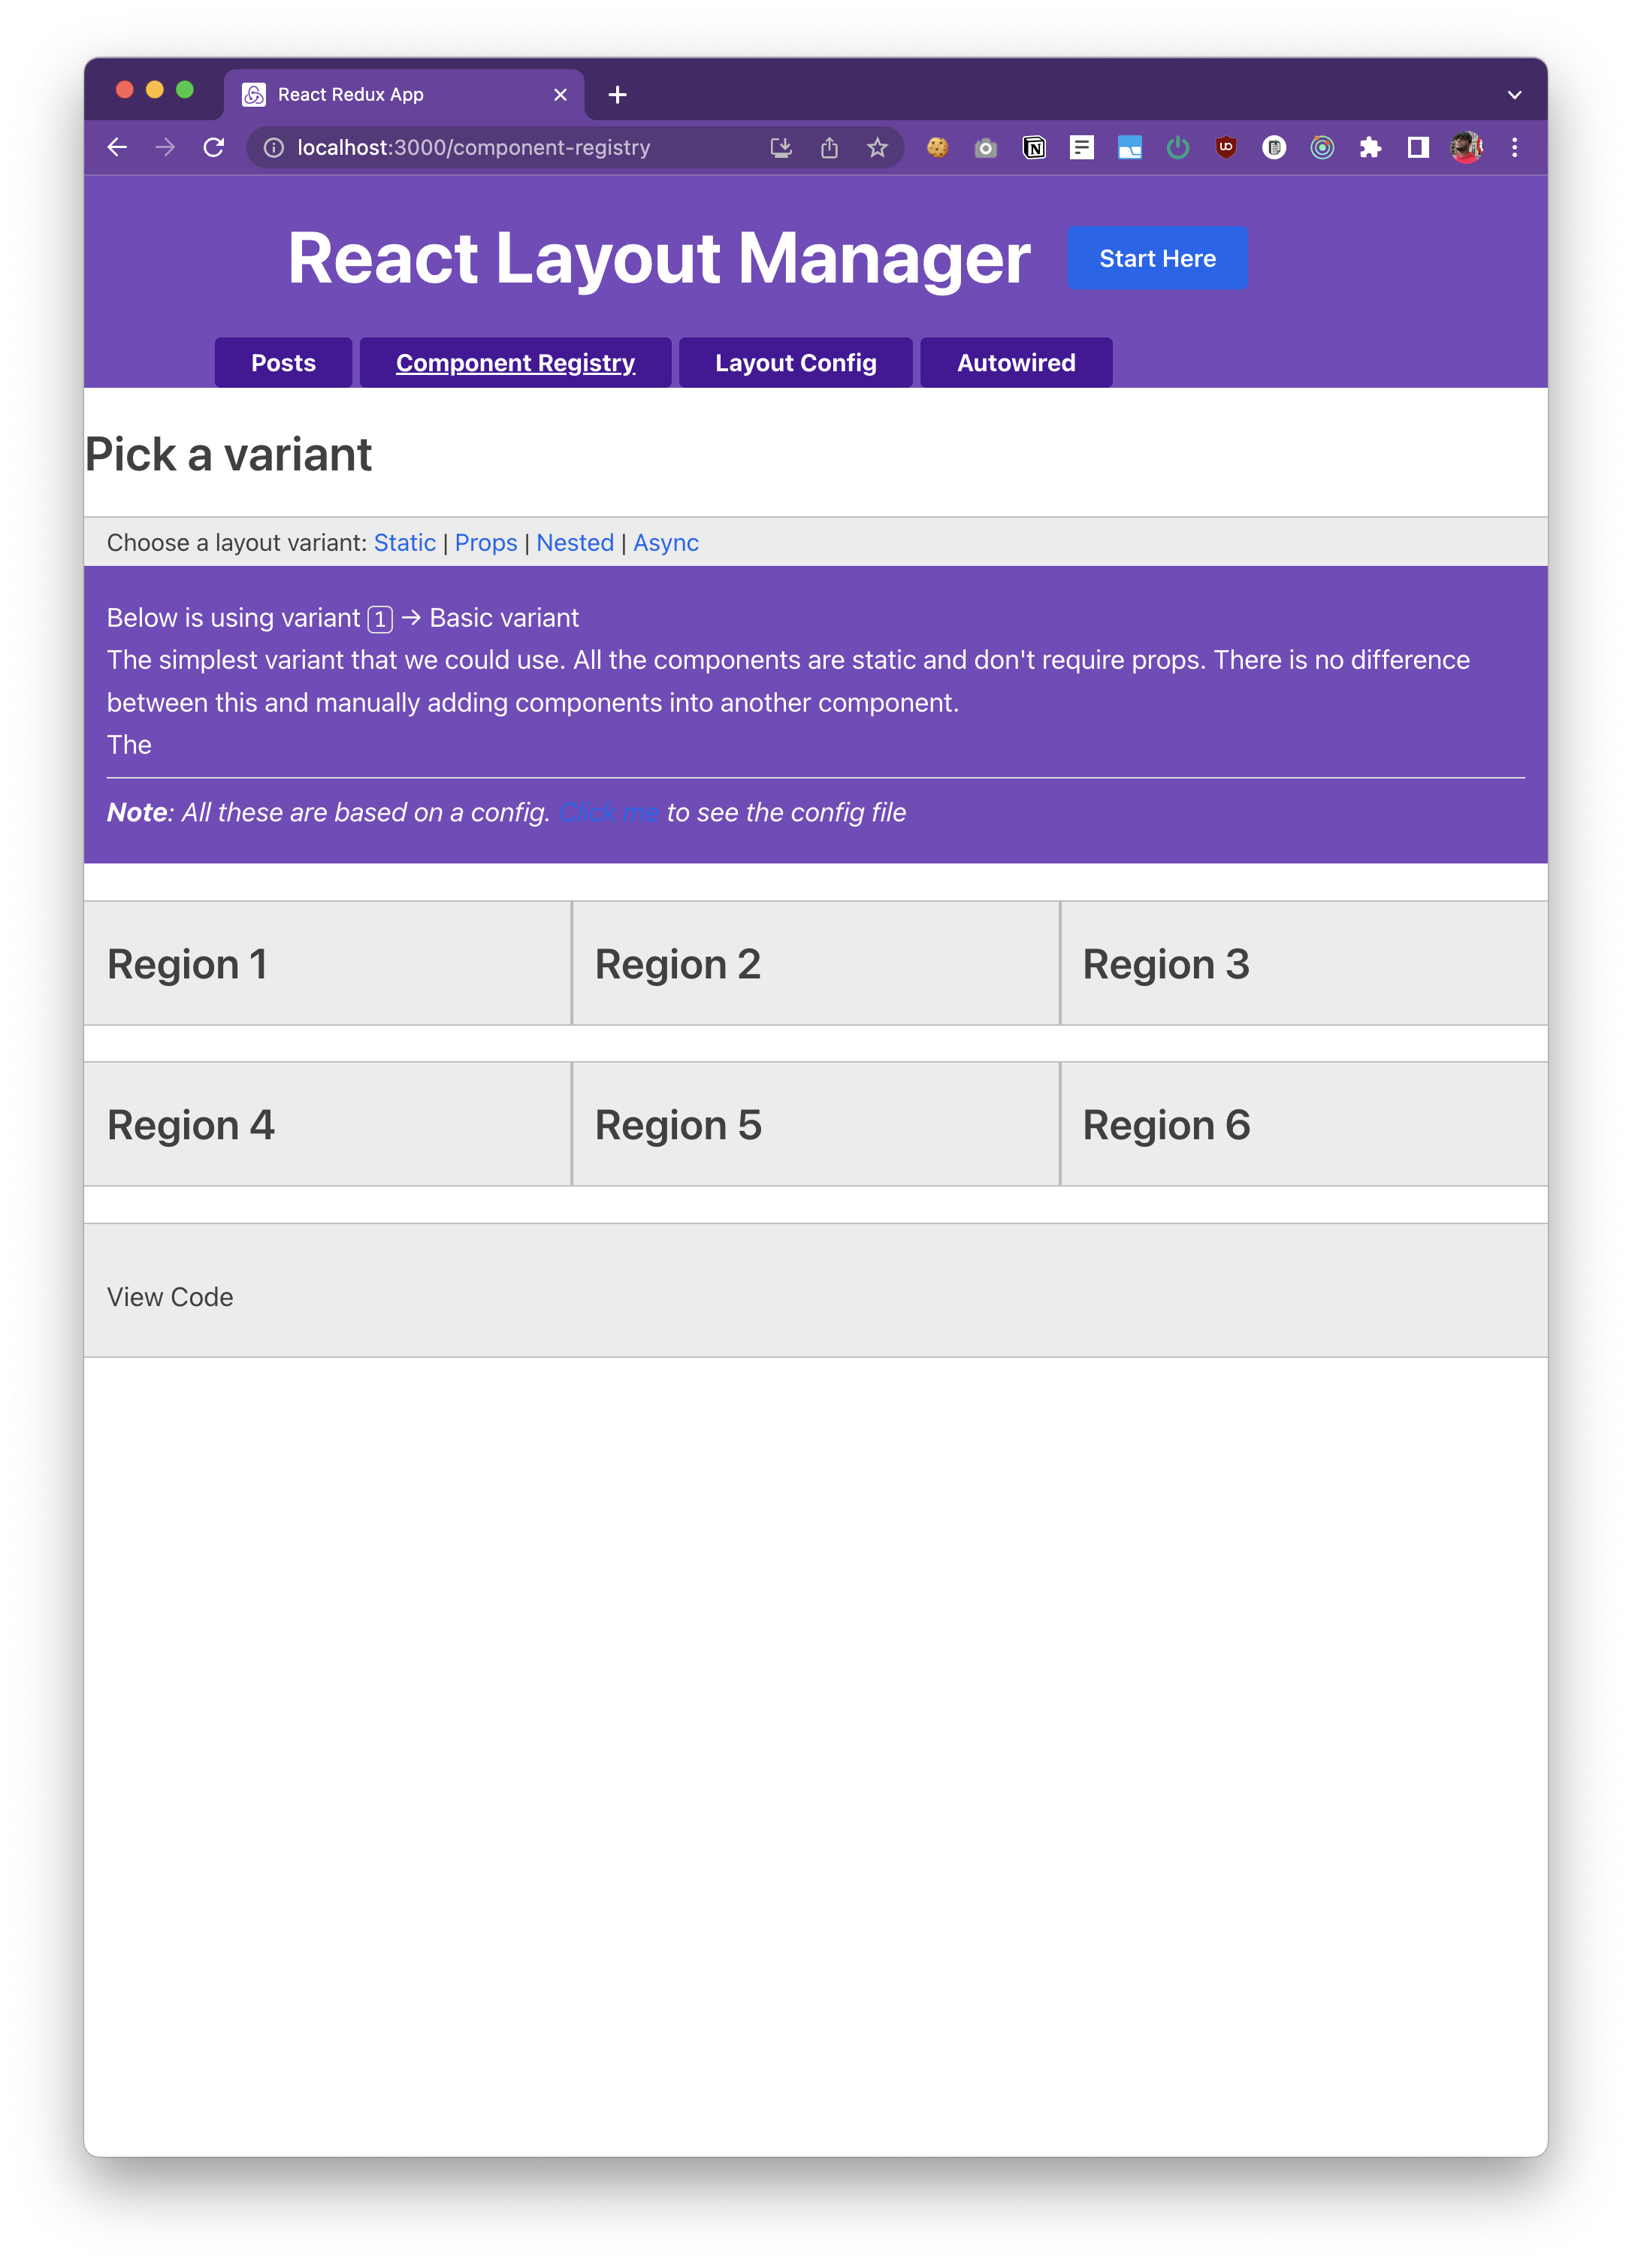 React Redux App
localhost:3000/component-registry
React Layout Manager
Start Here
Posts
Component Registry
Layout Config
Autowired
Pick a variant
Choose a layout variant: Static | Props | Nested | Async
Below is using variant 1 → Basic variant
The simplest variant that we could use. All the components are static and don't require props. There is no difference
between this and manually adding components into another component.
The
Note: All these are based on a config. Click me to see the config file
Region 1
Region 2
Region 3
Region 4
Region 5
Region 6
View Code